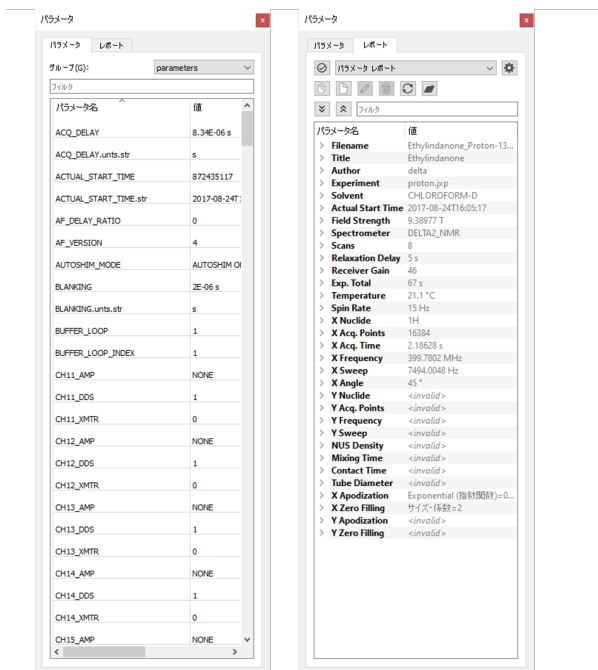 パラメータ
x
パラメータ レポート
グループ(G): parameters
フィルタ
パラメータ名 値
ACQ_DELAY 8.34E-06 s
ACQ_DELAY.unts.str s
ACTUAL_START_TIME 872435117
ACTUAL_START_TIME.str 2017-08-24T1
AF_DELAY_RATIO 0
AF_VERSION 4
AUTOSHIM_MODE AUTOSHIM
BLANKING 2E-06 s
BLANKING.unts.str s
BUFFER_LOOP 1
BUFFER_LOOP_INDEX 1
CH11_AMP NONE
CH11_DDS 1
CH11_XMTR 0
CH12_AMP NONE
CH12_DDS 1
CH12_XMTR 0
CH13_AMP NONE
CH13_DDS 1
CH13_XMTR 0
CH14_AMP NONE
CH14_DDS 1
CH14_XMTR 0
CH15_AMP NONE
パラメータ
x
パラメータ レポート
パラメータ レポート
フィルタ
パラメータ名 値
Filename Ethylindanone_Proton-13...
Title Ethylindanone
Author delta
Experiment proton.jxp
Solvent CHLOROFORM-D
Actual Start Time 2017-08-24T16:05:17
Field Strength 9.38977 T
Spectrometer DELTA2_NMR
Scans 8
Relaxation Delay 5 s
Receiver Gain 46
Exp. Total 67 s
Temperature 21.1 °C
Spin Rate 15 Hz
X Nuclide 1H
X Acq. Points 16384
X Acq. Time 2.18628 s
X Frequency 399.7802 MHz
X Sweep 7494.0048 Hz
X Angle 45 °
Y Nuclide <invalid>
Y Acq. Points <invalid>
Y Frequency <invalid>
Y Sweep <invalid>
NUS Density <invalid>
Mixing Time <invalid>
Contact Time <invalid>
Tube Diameter <invalid>
X Apodization Exponential (指数関数)=0...
X Zero Filling サイズ・係数=2
Y Apodization <invalid>
Y Zero Filling <invalid>